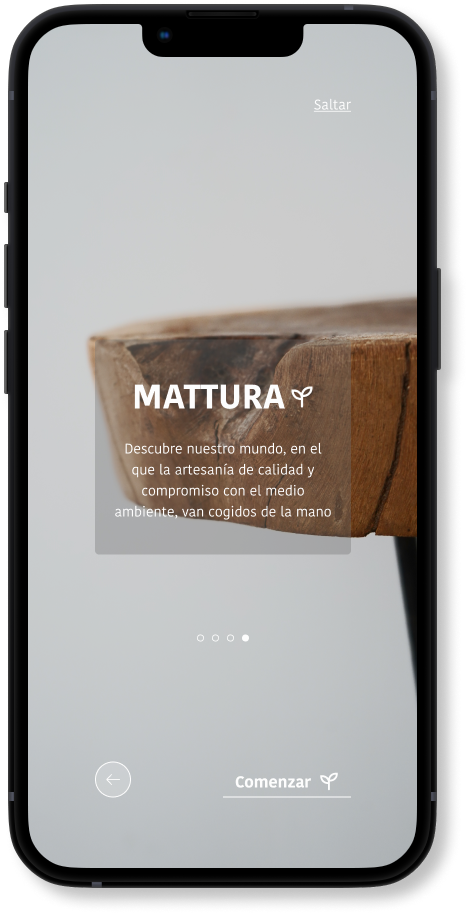 Saltar
MATTURA
Descubre nuestro mundo, en el
que la artesanía de calidad y
compromiso con el medio
ambiente, van cogidos de la mano
Comenzar